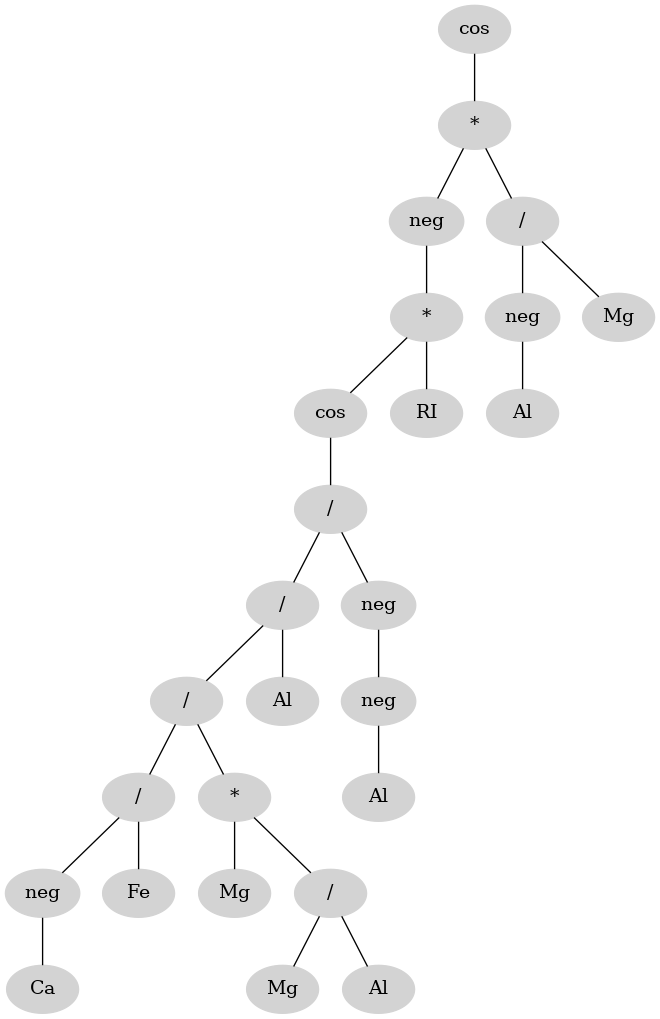 cos
*
neg /
* neg Mg
cos RI Al
/
/ neg
/ Al neg
/ * Al
neg Fe Mg /
Ca Mg Al